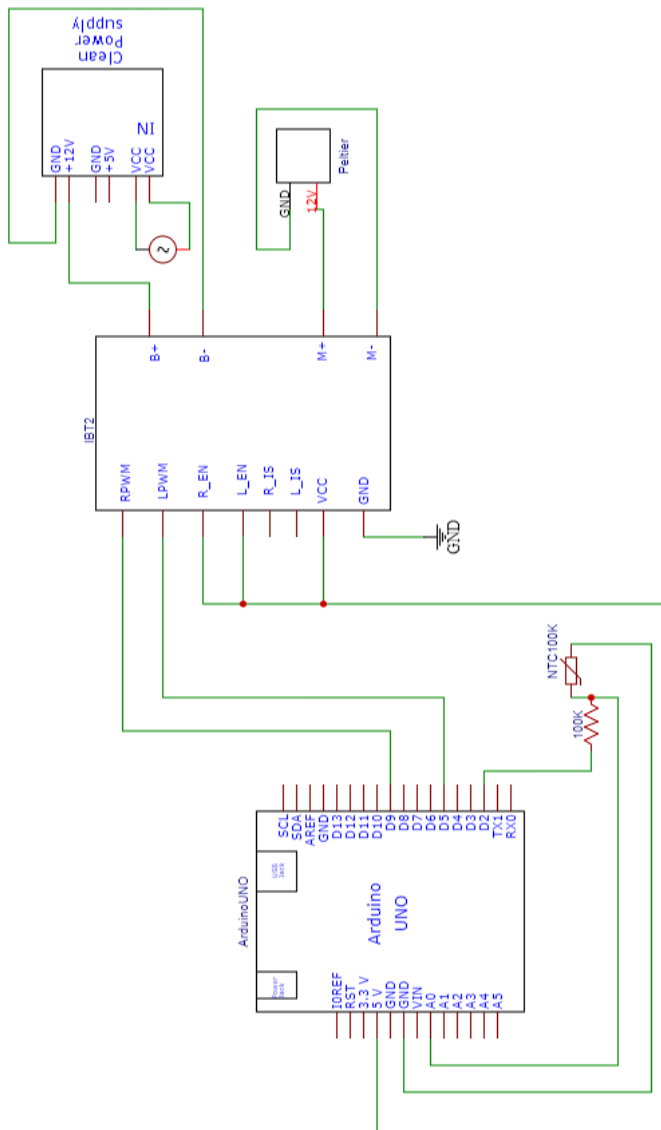 Clean
Power
supply
IN
GND
+12V
GND
+5V
VCC
VCC
Peltier
GND
12V
IBT2
B+
B-
M+
M-
RPWM
LPWM
R_EN
L_EN
R_IS
L_IS
VCC
GND
GND
NTC100K
100K
ArduinoUNO
SCL
SDA
AREF
GND
D13
D12
D11
D10
D9
D8
D7
D6
D5
D4
D3
D2
TX1
RX0
USB
Jack
Arduino
UNO
Power
Jack
IOREF
RST
3.3 V
5 V
GND
GND
VIN
A0
A1
A2
A3
A4
A5